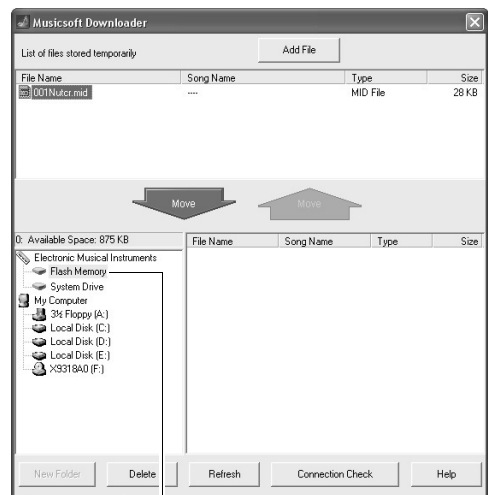 Musicsoft Downloader
List of files stored temporarily
Add File
File Name Song Name Type Size
001Nutcr.mid ---- MID File 28 KB
Move Move
0: Available Space: 875 KB
File Name Song Name Type Size
Electronic Musical Instruments
Flash Memory
System Drive
My Computer
3½ Floppy (A:)
Local Disk (C:)
Local Disk (D:)
Local Disk (E:)
X9318A0 (F:)
New Folder Delete Refresh Connection Check Help